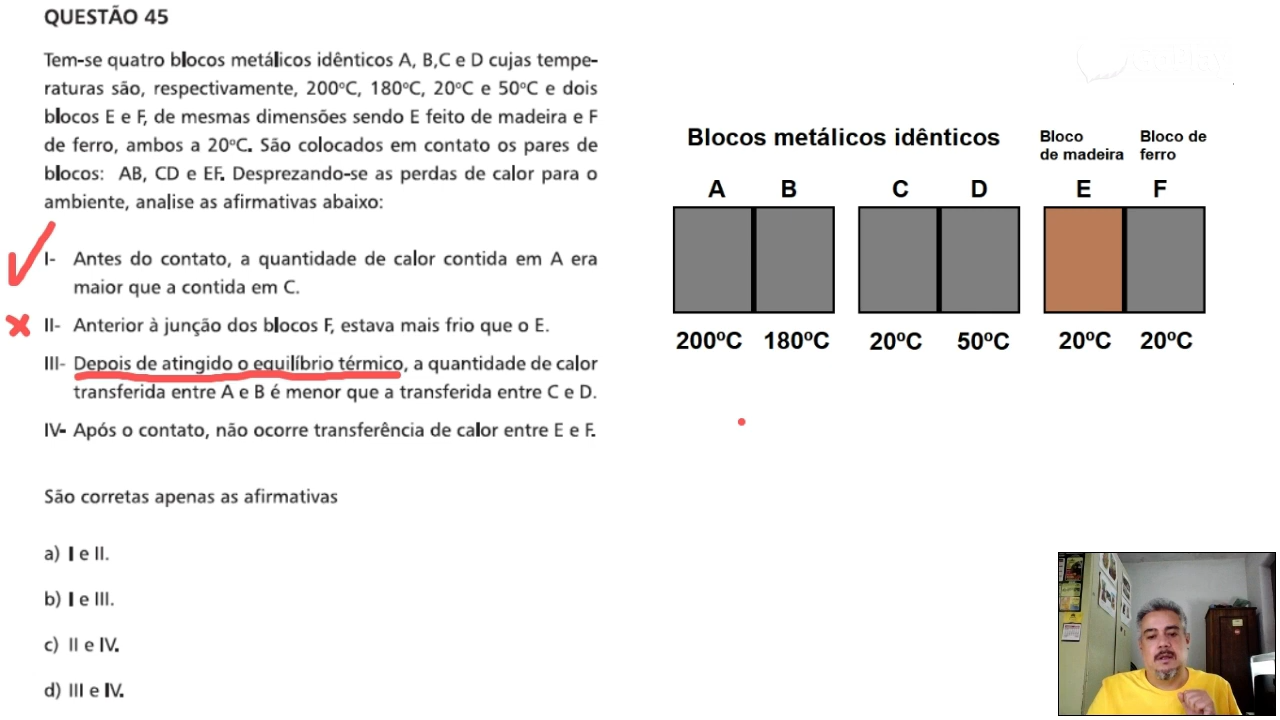 QUESTÃO 45
Tem-se quatro blocos metálicos idênticos A, B,C e D cujas tempe-
raturas são, respectivamente, 200ºC, 180ºC, 20ºC e 50ºC e dois
blocos E e F, de mesmas dimensões sendo E feito de madeira e F
de ferro, ambos a 20ºC. São colocados em contato os pares de
blocos: AB, CD e EF. Desprezando-se as perdas de calor para o
ambiente, analise as afirmativas abaixo:
I- Antes do contato, a quantidade de calor contida em A era
maior que a contida em C.
II- Anterior à junção dos blocos F, estava mais frio que o E.
III- Depois de atingido o equilíbrio térmico, a quantidade de calor
transferida entre A e B é menor que a transferida entre C e D.
IV- Após o contato, não ocorre transferência de calor entre E e F.
São corretas apenas as afirmativas
a) I e II.
b) I e III.
c) II e IV.
d) III e IV.
Blocos metálicos idênticos
Bloco
de madeira
Bloco de
ferro
A B C D E F
200ºC 180ºC 20ºC 50ºC 20ºC 20ºC